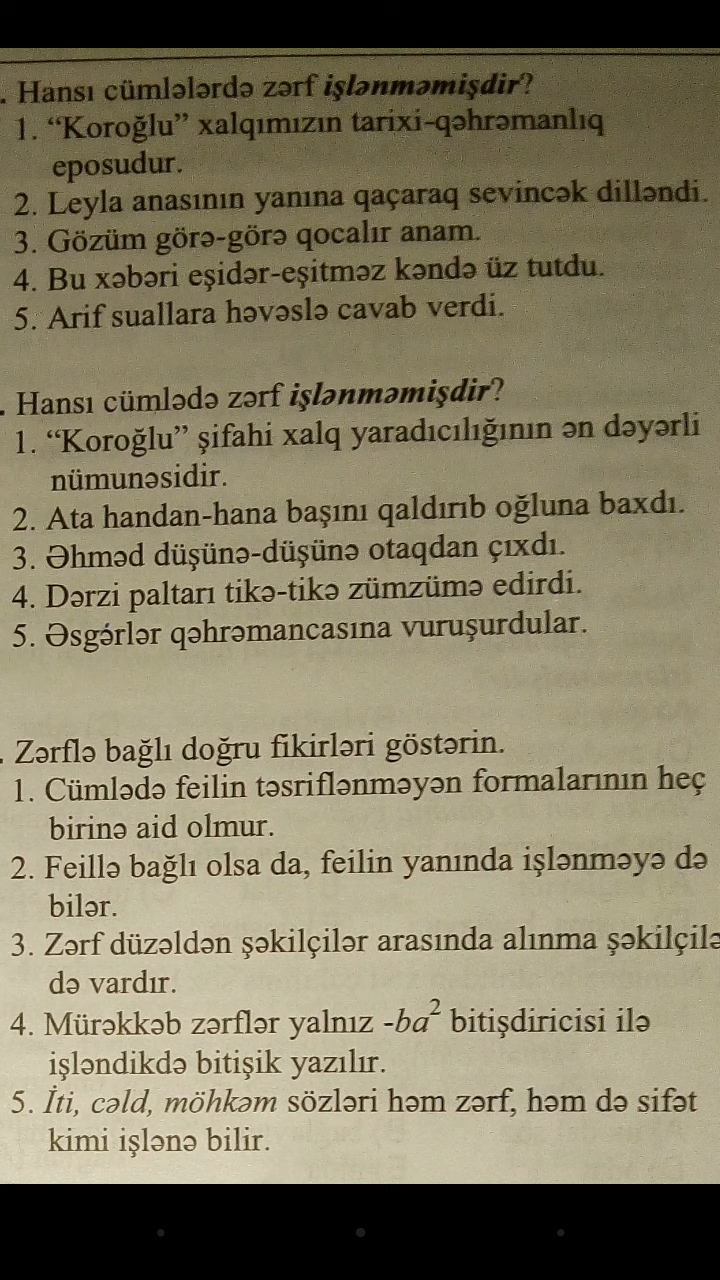 . Hansı cümlələrdə zərf işlənməmişdir?
1. “Koroğlu” xalqımızın tarixi-qəhrəmanlıq
eposudur.
2. Leyla anasının yanına qaçaraq sevincək dilləndi.
3. Gözüm görə-görə qocalır anam.
4. Bu xəbəri eşidər-eşitməz kəndə üz tutdu.
5. Arif suallara həvəslə cavab verdi.
. Hansı cümlədə zərf işlənməmişdir?
1. “Koroğlu” şifahi xalq yaradıcılığının ən dəyərli
nümunəsidir.
2. Ata handan-hana başını qaldırıb oğluna baxdı.
3. Əhməd düşünə-düşünə otaqdan çıxdı.
4. Dərzi paltarı tikə-tikə zümzümə edirdi.
5. Əsgərlər qəhrəmancasına vuruşurdular.
. Zərflə bağlı doğru fikirləri göstərin.
1. Cümlədə feilin təsriflənməyən formalarının heç
birinə aid olmur.
2. Feillə bağlı olsa da, feilin yanında işlənməyə də
bilər.
3. Zərf düzəldən şəkilçilər arasında alınma şəkilçilə
də vardır.
4. Mürəkkəb zərflər yalnız -ba² bitişdiricisi ilə
işləndikdə bitişik yazılır.
5. İti, cəld, möhkəm sözləri həm zərf, həm də sifət
kimi işlənə bilir.